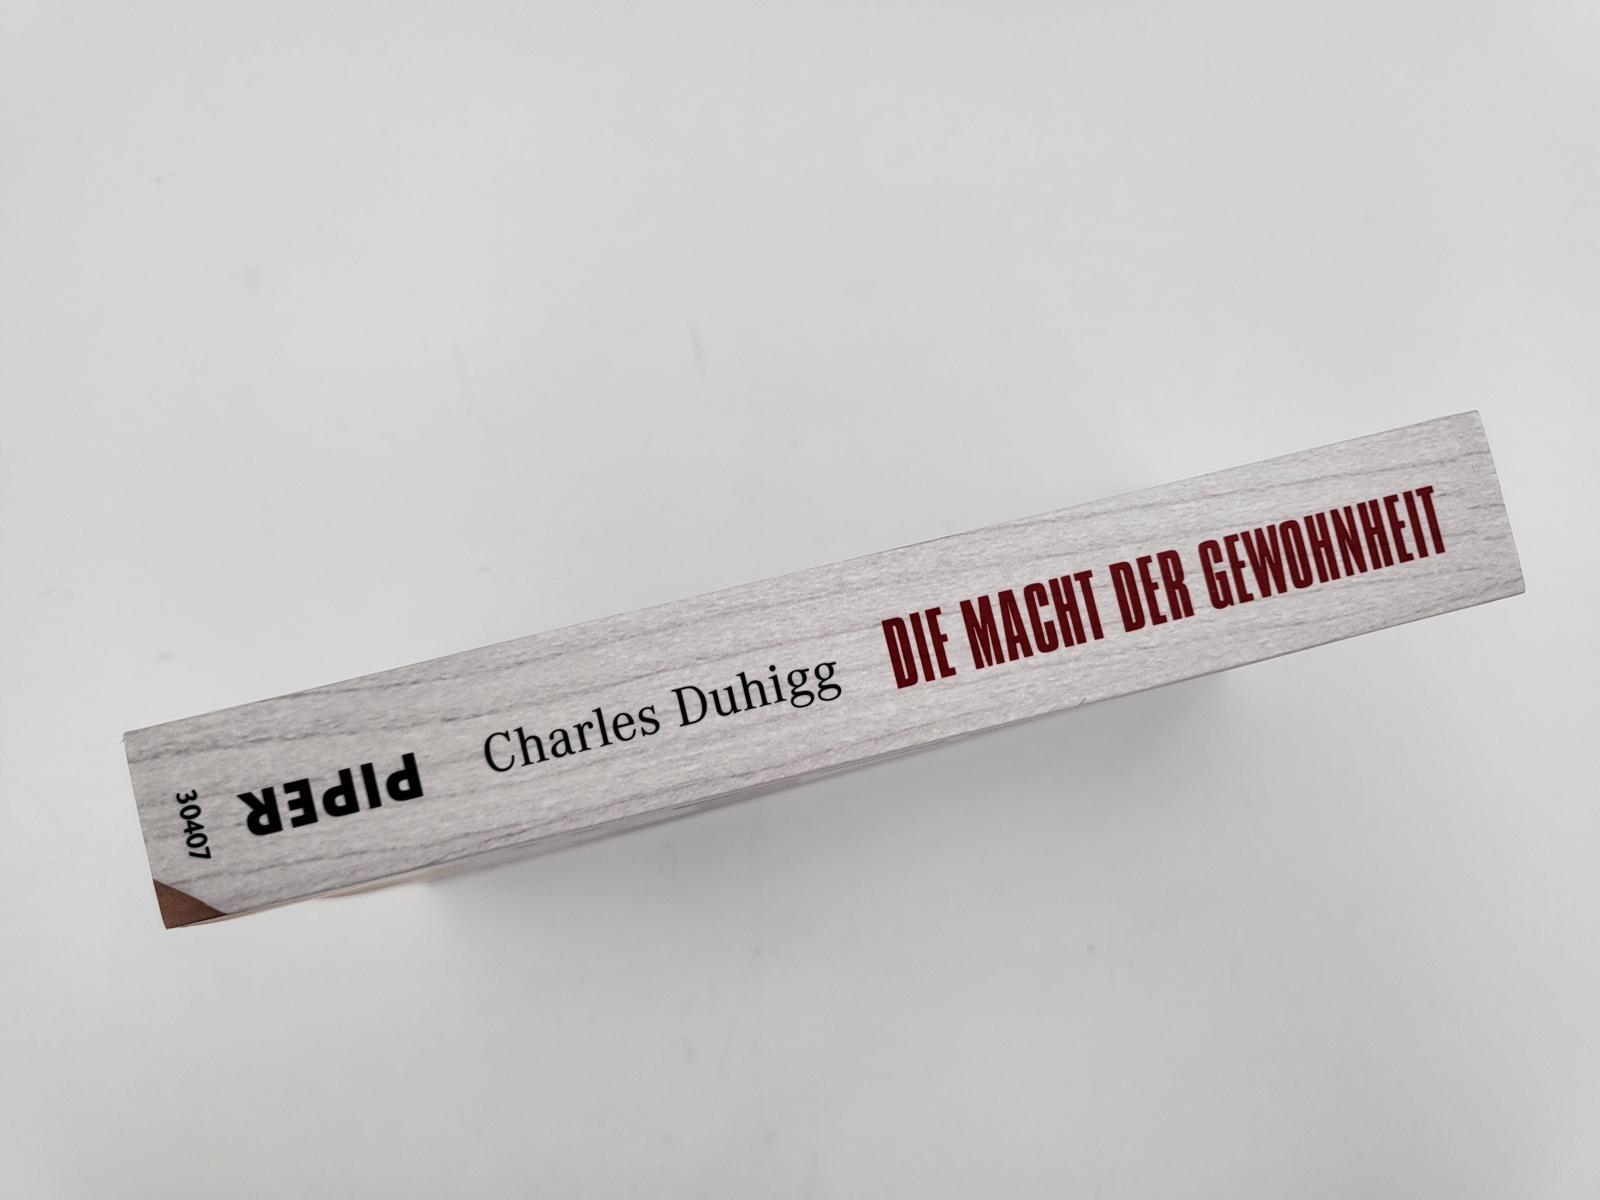 30407
PIPER
Charles Duhigg
DIE MACHT DER GEWOHNHEIT